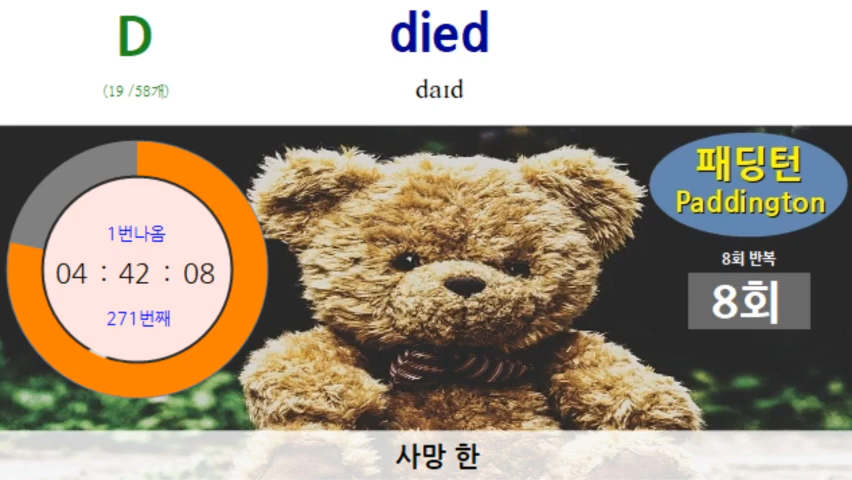 D
died
(19 /58개)
daɪd
패딩턴
Paddington
1번나옴
04 : 42 : 08
271번째
8회 반복
8회
사망 한